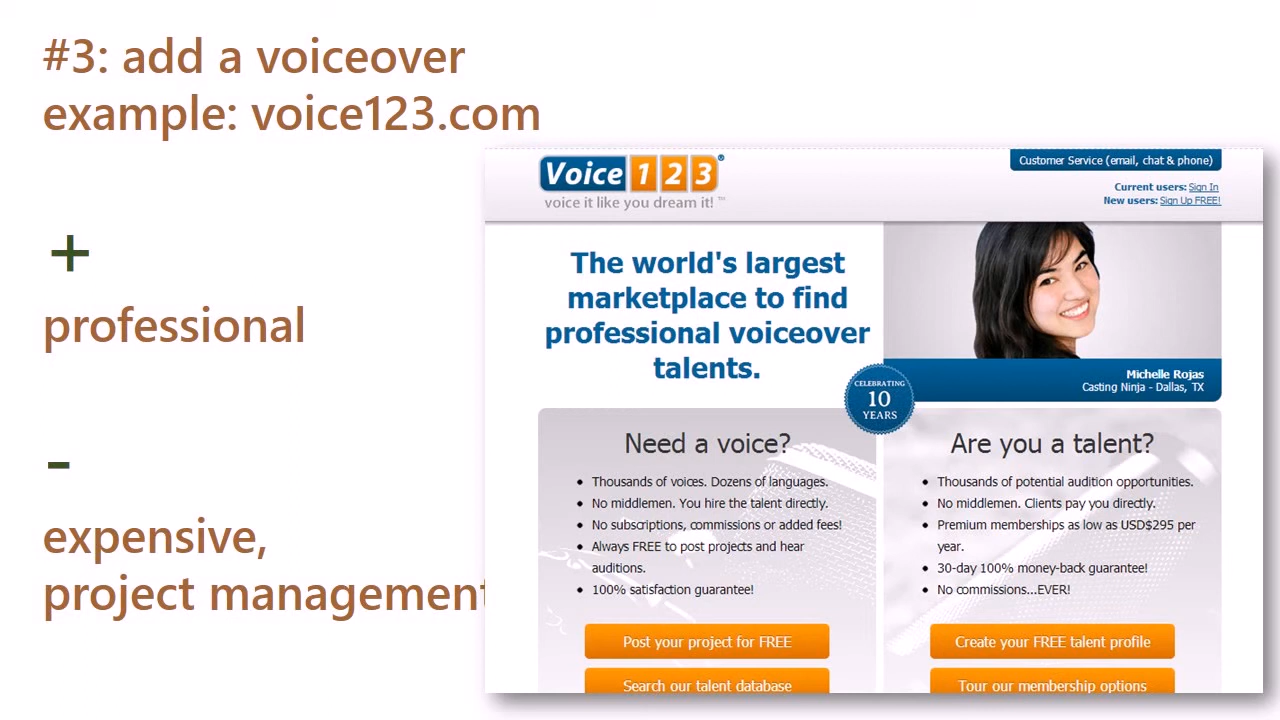 #3: add a voiceover
example: voice123.com
+
professional
-
expensive,
project management
Voice 1 2 3®
voice it like you dream it! ™
Customer Service (email, chat & phone)
Current users: Sign In
New users: Sign Up FREE!
The world's largest
marketplace to find
professional voiceover
talents.
Michelle Rojas
Casting Ninja - Dallas, TX
CELEBRATING
10
YEARS
Need a voice?
• Thousands of voices. Dozens of languages.
• No middlemen. You hire the talent directly.
• No subscriptions, commissions or added fees!
• Always FREE to post projects and hear
auditions.
• 100% satisfaction guarantee!
Post your project for FREE
Search our talent database
Are you a talent?
• Thousands of potential audition opportunities.
• No middlemen. Clients pay you directly.
• Premium memberships as low as USD$295 per
year.
• 30-day 100% money-back guarantee!
• No commissions...EVER!
Create your FREE talent profile
Tour our membership options